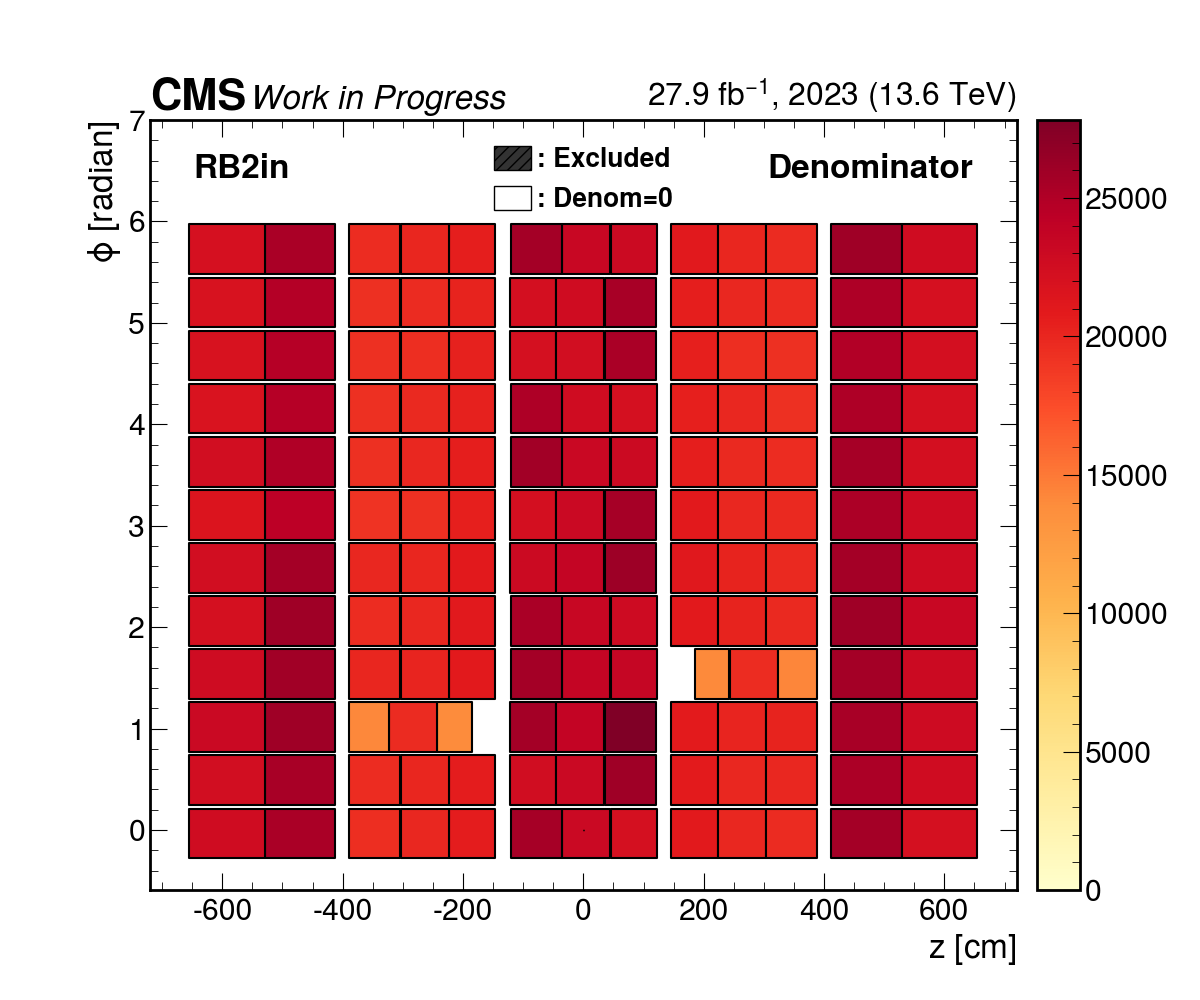 CMS Work in Progress 27.9 fb⁻¹, 2023 (13.6 TeV)
RB2in
: Excluded
: Denom=0
Denominator
ϕ [radian]
7
6
5
4
3
2
1
0
-600 -400 -200 0 200 400 600
z [cm]
25000
20000
15000
10000
5000
0